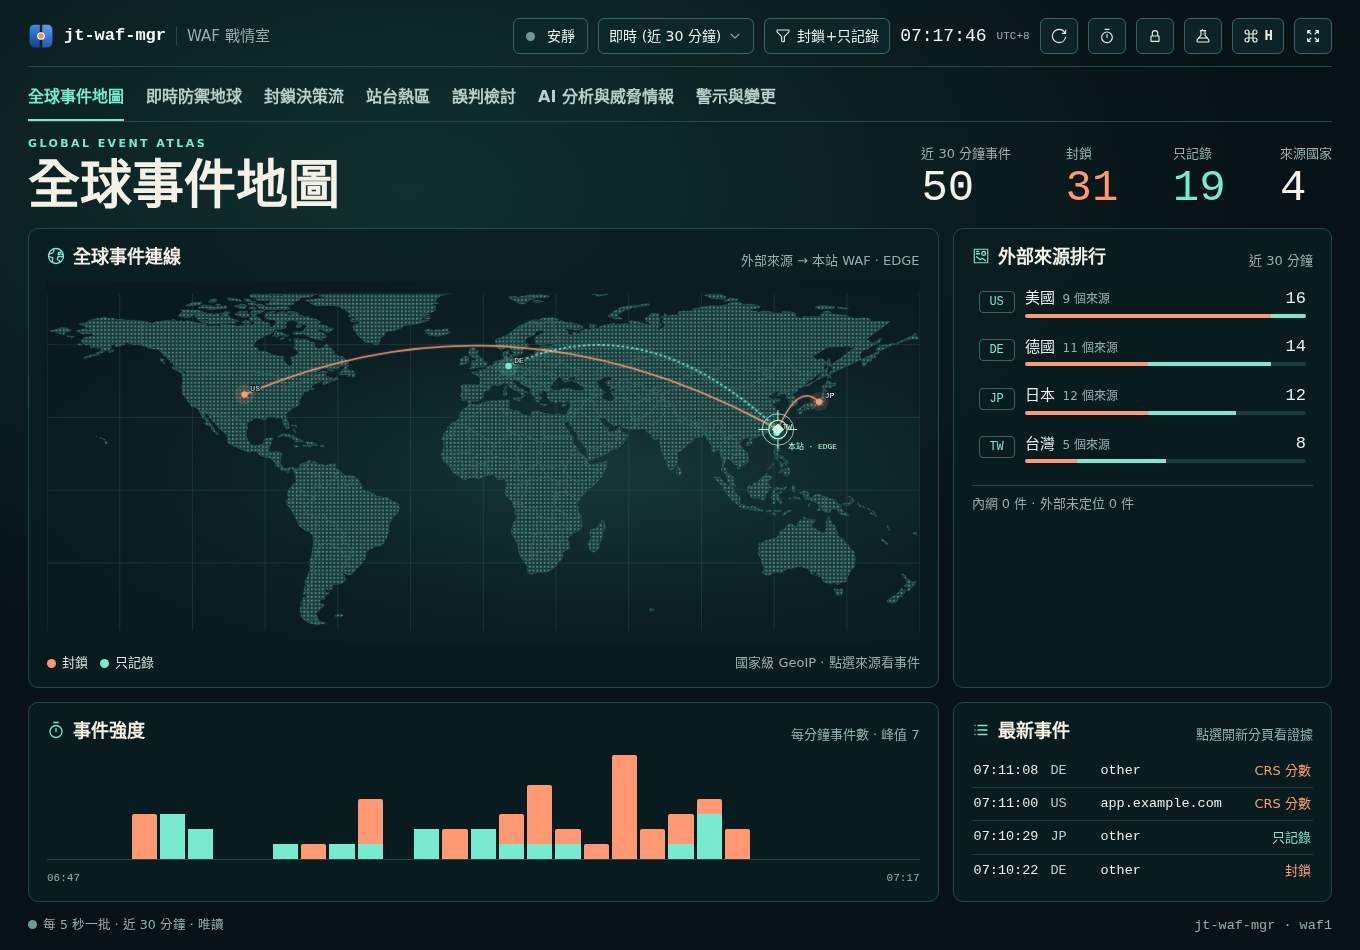 jt-waf-mgr WAF 戰情室 安靜 即時 (近 30 分鐘) 封鎖+只記錄 07:17:46 UTC+8 ⌘ H
全球事件地圖 即時防禦地球 封鎖決策流 站台熱區 誤判檢討 AI 分析與威脅情報 警示與變更
GLOBAL EVENT ATLAS
全球事件地圖
近 30 分鐘事件 封鎖 只記錄 來源國家
50 31 19 4
全球事件連線 外部來源 → 本站 WAF · EDGE
DE
US
JP
本站 · EDGE
封鎖 只記錄 國家級 GeoIP · 點選來源看事件
外部來源排行 近 30 分鐘
US 美國 9 個來源 16
DE 德國 11 個來源 14
JP 日本 12 個來源 12
TW 台灣 5 個來源 8
內網 0 件 · 外部未定位 0 件
事件強度 每分鐘事件數 · 峰值 7
06:47 07:17
最新事件 點選開新分頁看證據
07:11:08 DE other CRS 分數
07:11:00 US app.example.com CRS 分數
07:10:29 JP other 只記錄
07:10:22 DE other 封鎖
每 5 秒一批 · 近 30 分鐘 · 唯讀 jt-waf-mgr · waf1